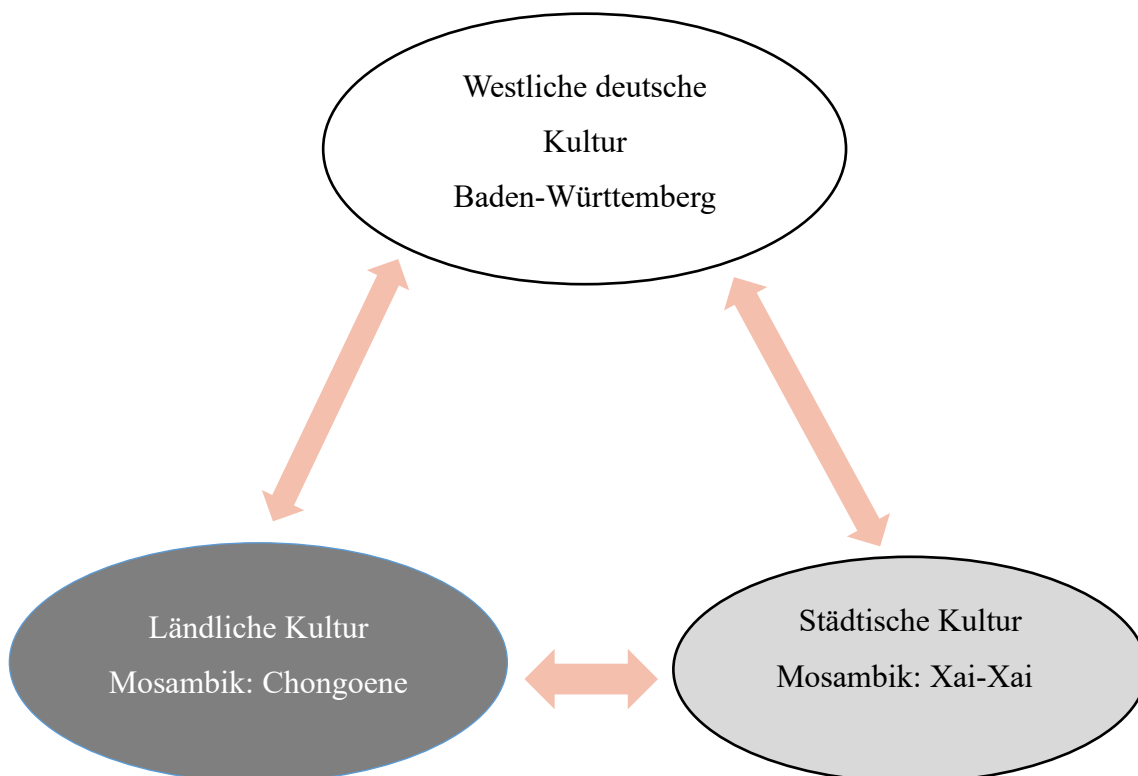 Westliche deutsche
Kultur
Baden-Württemberg
Ländliche Kultur
Mosambik: Chongoene
Städtische Kultur
Mosambik: Xai-Xai